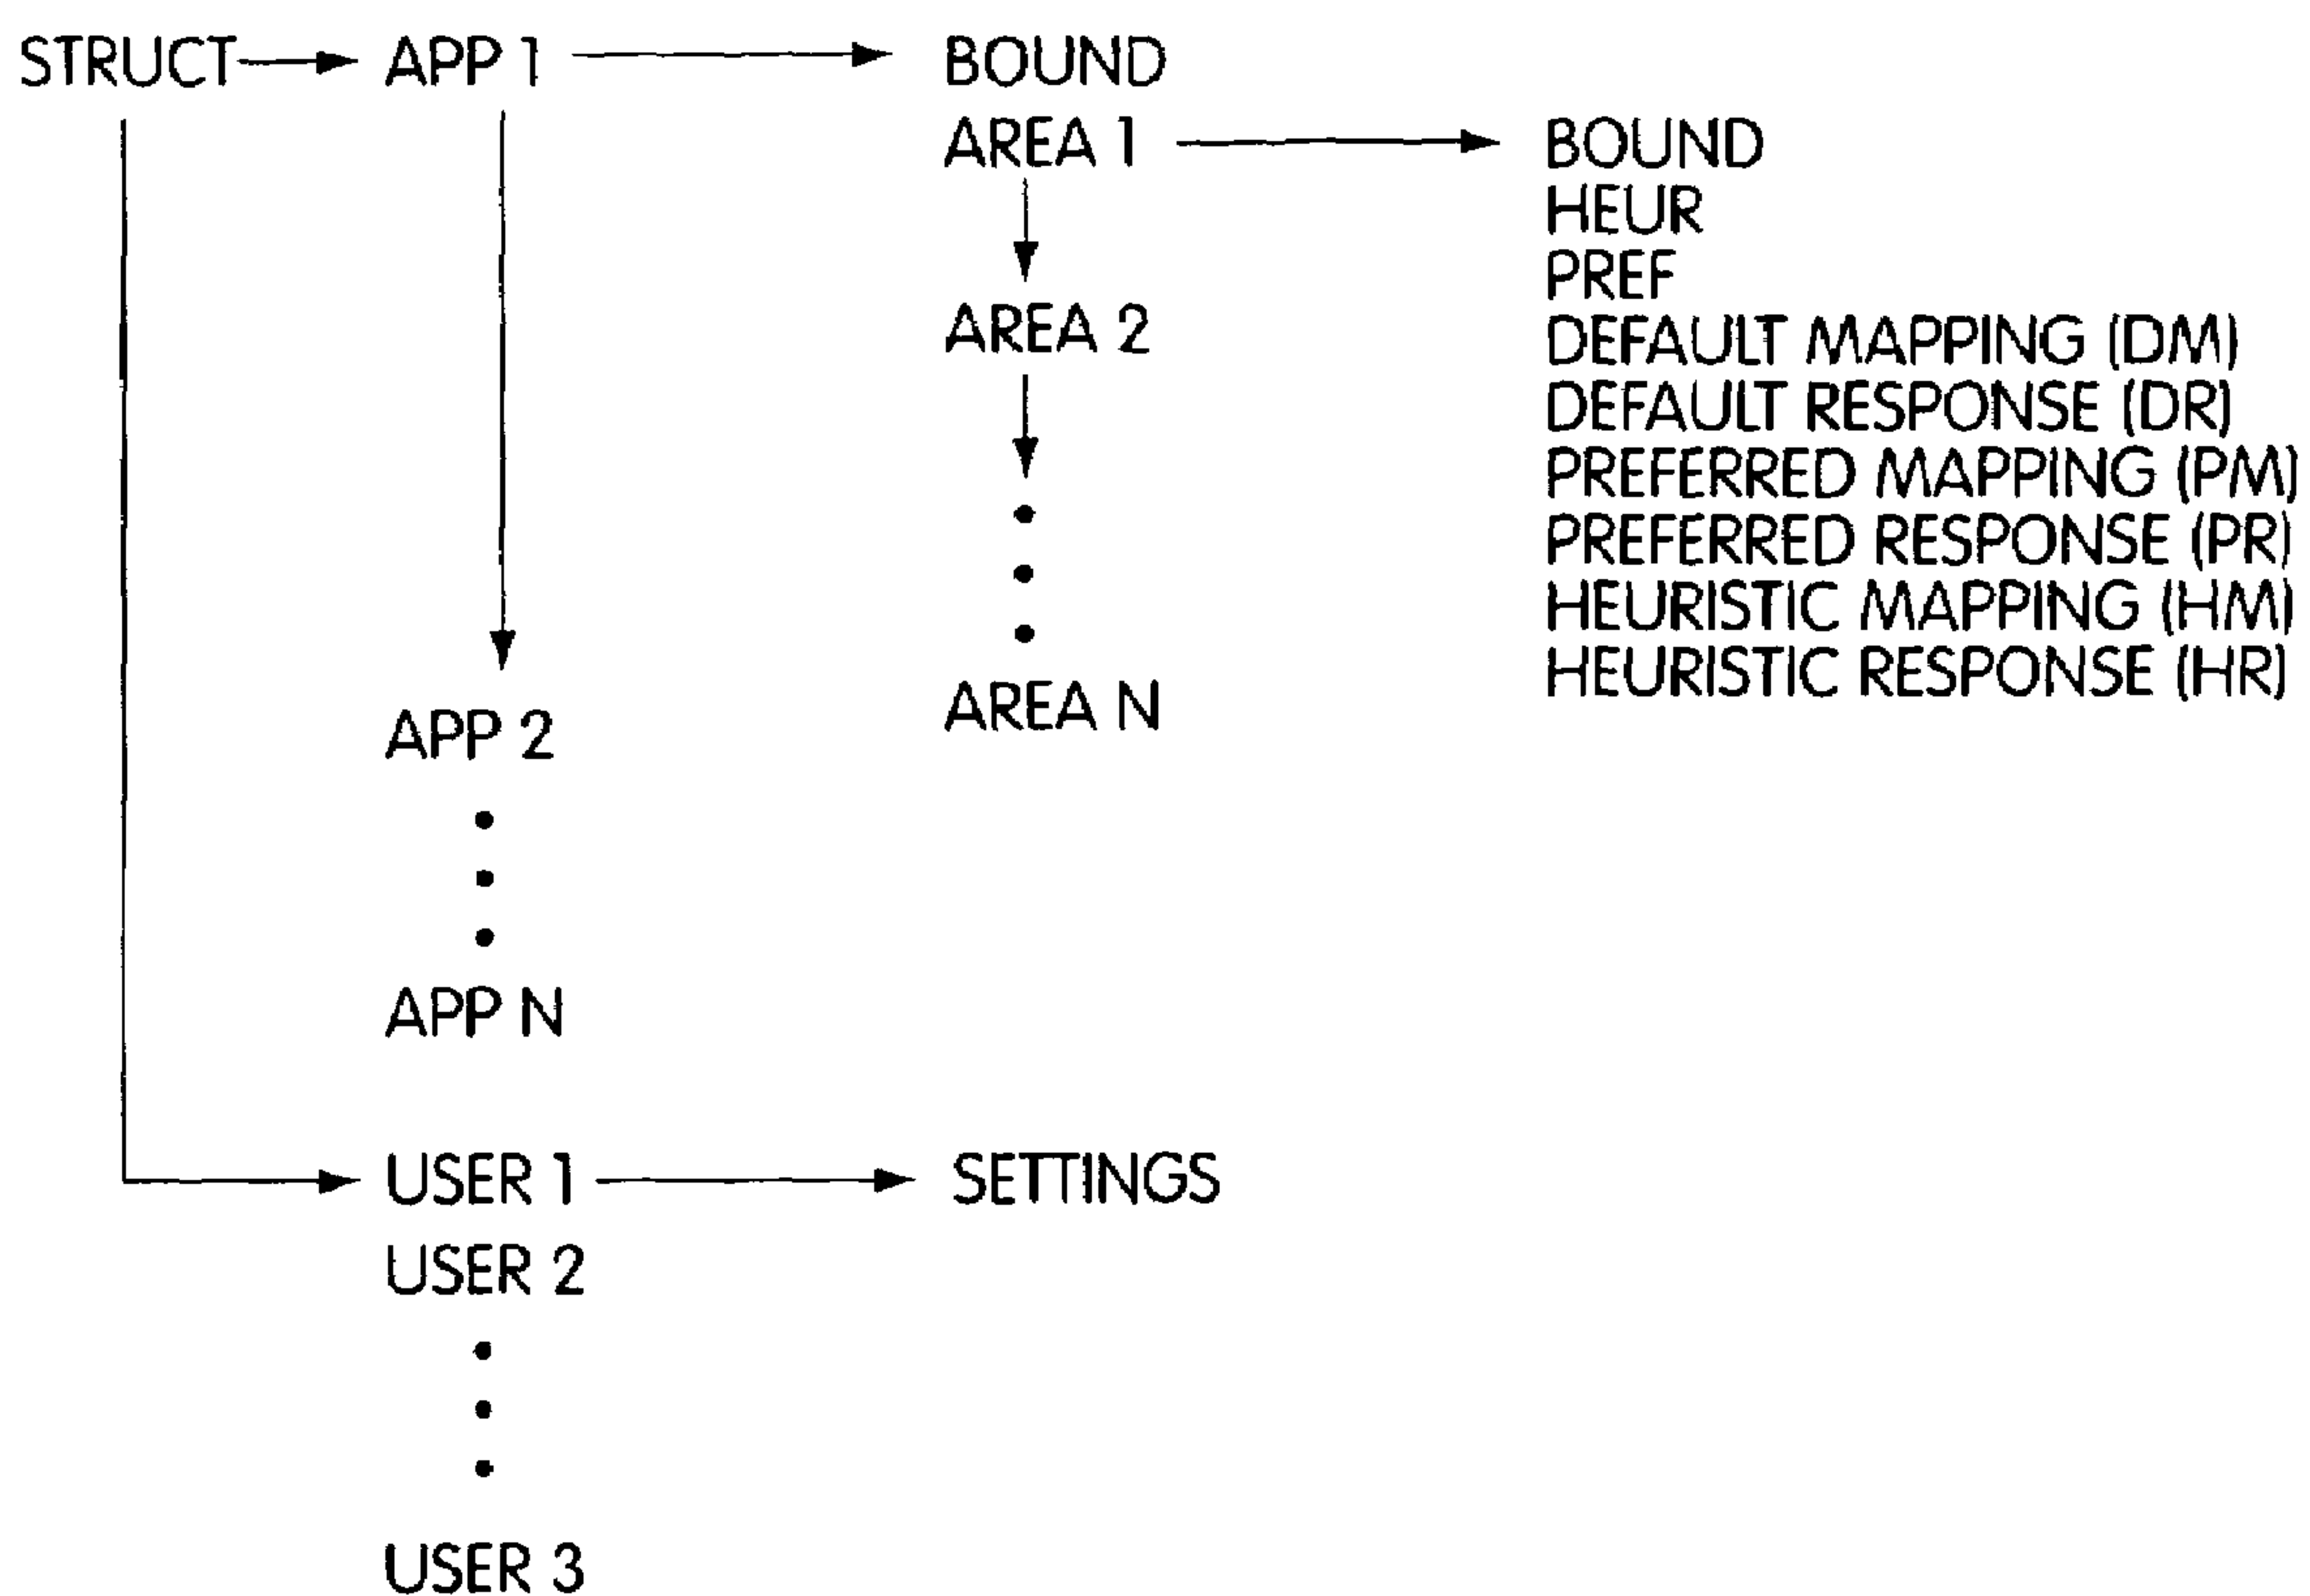 STRUCT APP 1 BOUND
AREA 1 BOUND
HEUR
PREF
AREA 2 DEFAULT MAPPING (DM)
DEFAULT RESPONSE (DR)
PREFERRED MAPPING (PM)
PREFERRED RESPONSE (PR)
HEURISTIC MAPPING (HM)
HEURISTIC RESPONSE (HR)
AREA N
APP 2
APP N
USER 1 SETTINGS
USER 2
USER 3